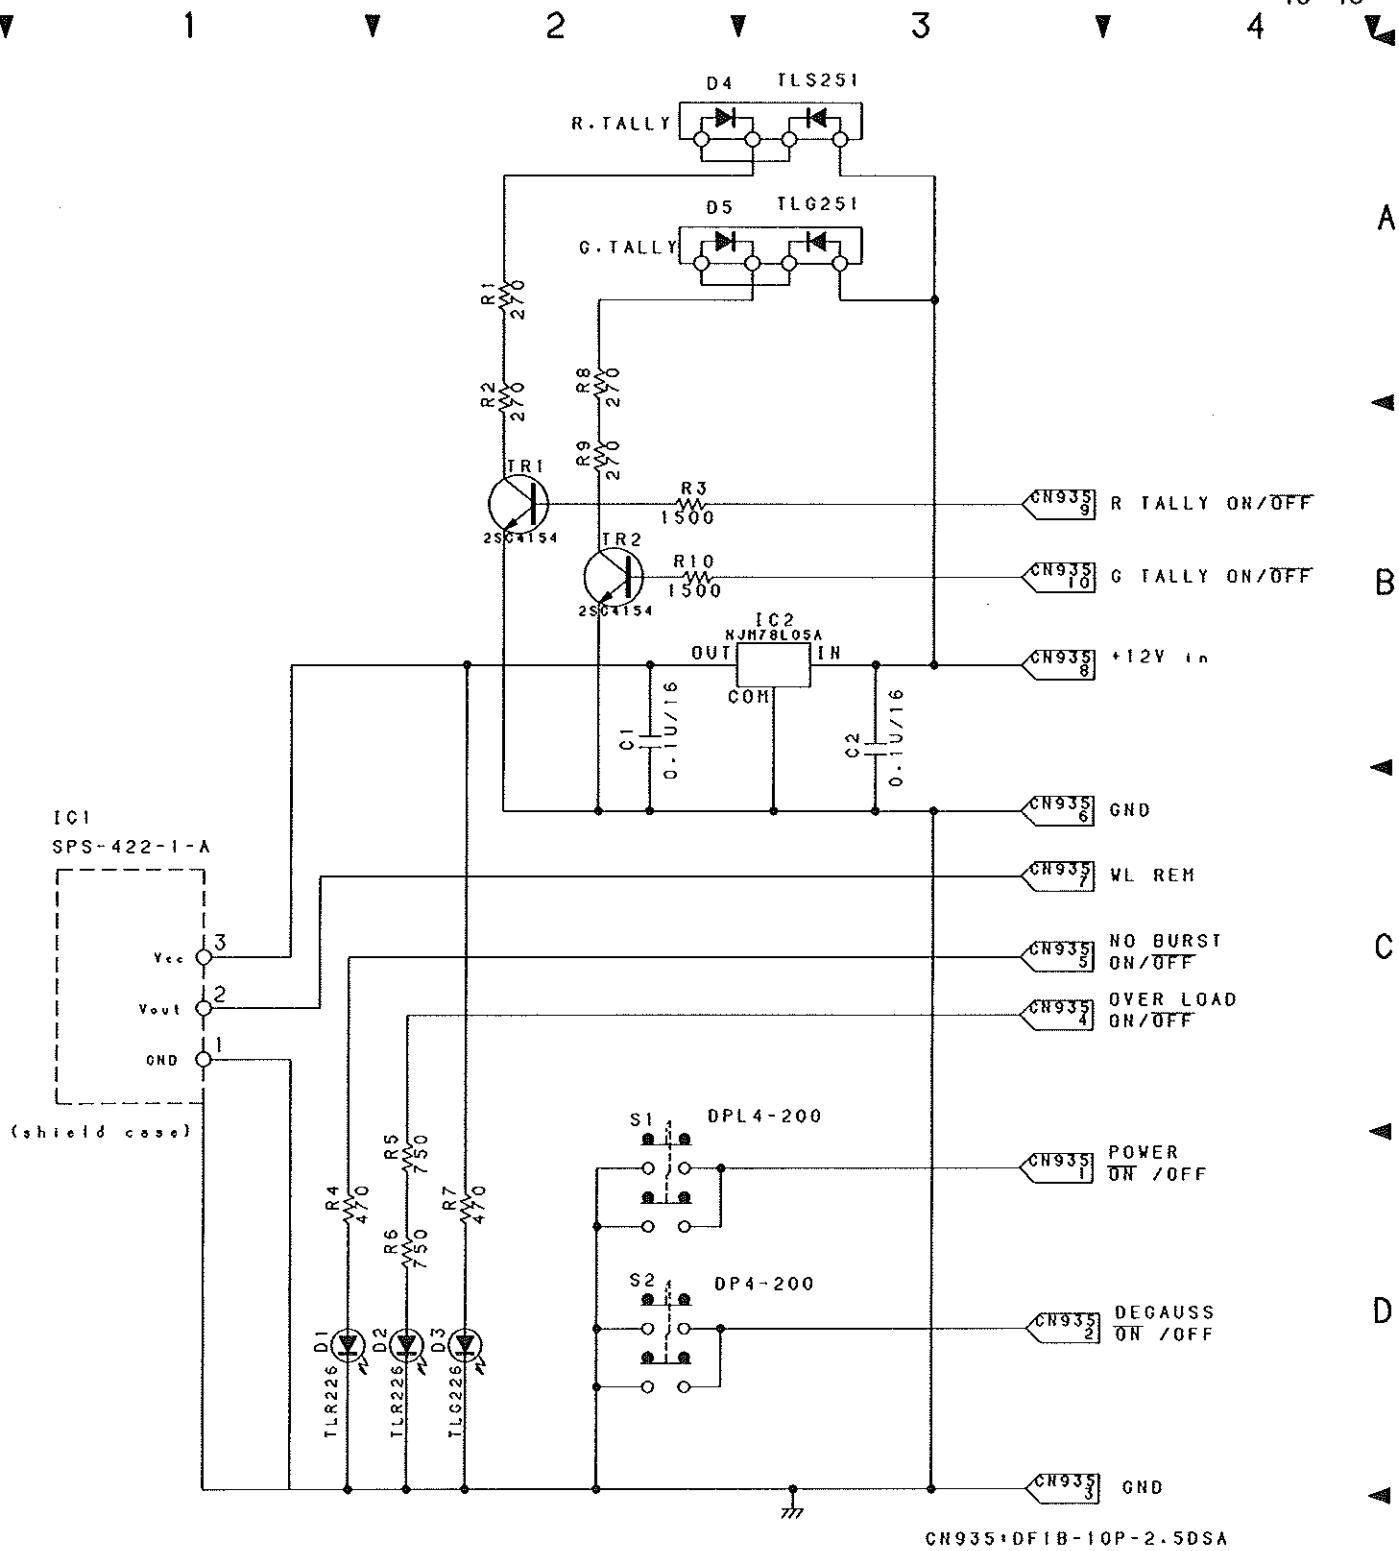 1 2 3 4
D4 TLS251
R.TALLY
A
D5 TLG251
G.TALLY
R1
270
R2
270
R8
270
R9
270
TR1
2SC4154
R3
1500
CN935
9
R TALLY ON/OFF
TR2
2SC4154
R10
1500
CN935
10
G TALLY ON/OFF
B
IC2
NJM78L05A
OUT
IN
COM
CN935
8
+12V in
C1
0.1U/16
C2
0.1U/16
CN935
6
GND
IC1
SPS-422-1-A
CN935
7
WL REM
Vcc
3
Vout
2
GND
1
(shield case)
CN935
5
NO BURST
ON/OFF
C
CN935
4
OVER LOAD
ON/OFF
S1 DPL4-200
CN935
1
POWER
ON /OFF
R4
470
R5
750
R6
750
R7
470
S2 DP4-200
CN935
2
DEGAUSS
ON /OFF
D
D1
TLR226
D2
TLR226
D3
TLG226
CN935
3
GND
CN935:DF1B-10P-2.5DSA